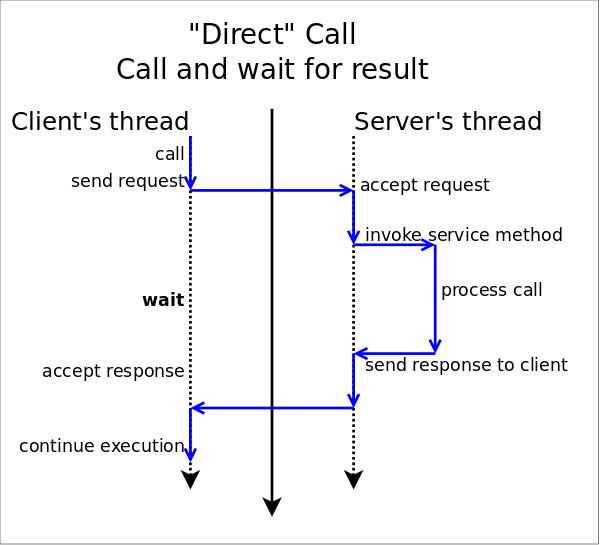 "Direct" Call
Call and wait for result
Client's thread
Server's thread
call
send request
accept request
invoke service method
process call
wait
send response to client
accept response
continue execution